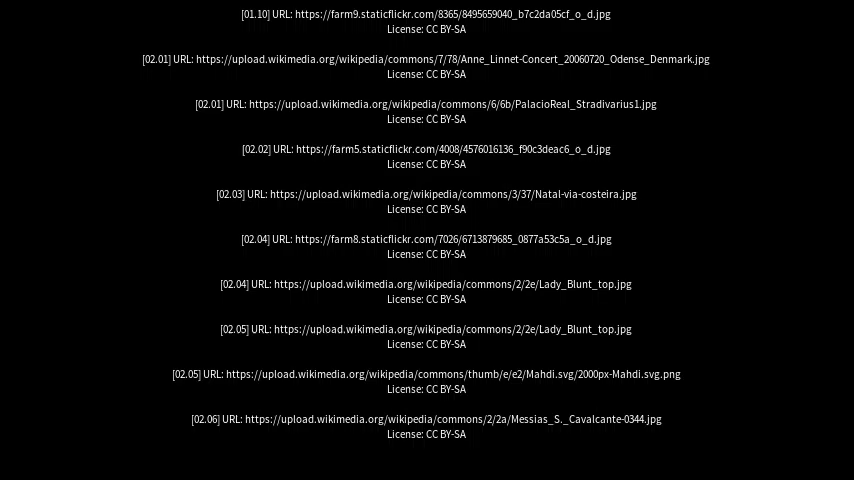 [01.10] URL: https://farm9.staticflickr.com/8365/8495659040_b7c2da05cf_o_d.jpg
License: CC BY-SA
[02.01] URL: https://upload.wikimedia.org/wikipedia/commons/7/78/Anne_Linnet-Concert_20060720_Odense_Denmark.jpg
License: CC BY-SA
[02.01] URL: https://upload.wikimedia.org/wikipedia/commons/6/6b/PalacioReal_Stradivarius1.jpg
License: CC BY-SA
[02.02] URL: https://farm5.staticflickr.com/4008/4576016136_f90c3deac6_o_d.jpg
License: CC BY-SA
[02.03] URL: https://upload.wikimedia.org/wikipedia/commons/3/37/Natal-via-costeira.jpg
License: CC BY-SA
[02.04] URL: https://farm8.staticflickr.com/7026/6713879685_0877a53c5a_o_d.jpg
License: CC BY-SA
[02.04] URL: https://upload.wikimedia.org/wikipedia/commons/2/2e/Lady_Blunt_top.jpg
License: CC BY-SA
[02.05] URL: https://upload.wikimedia.org/wikipedia/commons/2/2e/Lady_Blunt_top.jpg
License: CC BY-SA
[02.05] URL: https://upload.wikimedia.org/wikipedia/commons/thumb/e/e2/Mahdi.svg/2000px-Mahdi.svg.png
License: CC BY-SA
[02.06] URL: https://upload.wikimedia.org/wikipedia/commons/2/2a/Messias_S._Cavalcante-0344.jpg
License: CC BY-SA